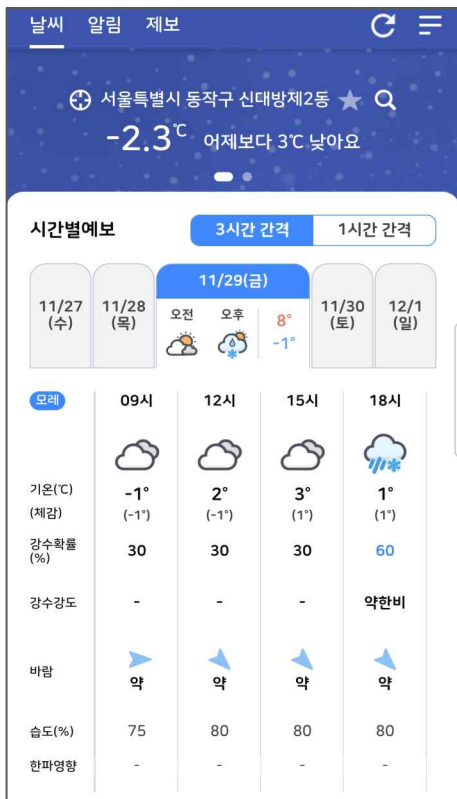 날씨 알림 제보
서울특별시 동작구 신대방제2동
-2.3℃ 어제보다 3℃ 낮아요
시간별예보 3시간 간격 1시간 간격
11/27 (수)
11/28 (목)
11/29(금)
오전 오후 8° -1°
11/30 (토)
12/1 (일)
모레 09시 12시 15시 18시
기온(℃) -1° 2° 3° 1°
(체감) (-1°) (-1°) (1°) (1°)
강수확률 (%) 30 30 30 60
강수강도 - - - 약한비
바람 약 약 약 약
습도(%) 75 80 80 80
한파영향 - - - -